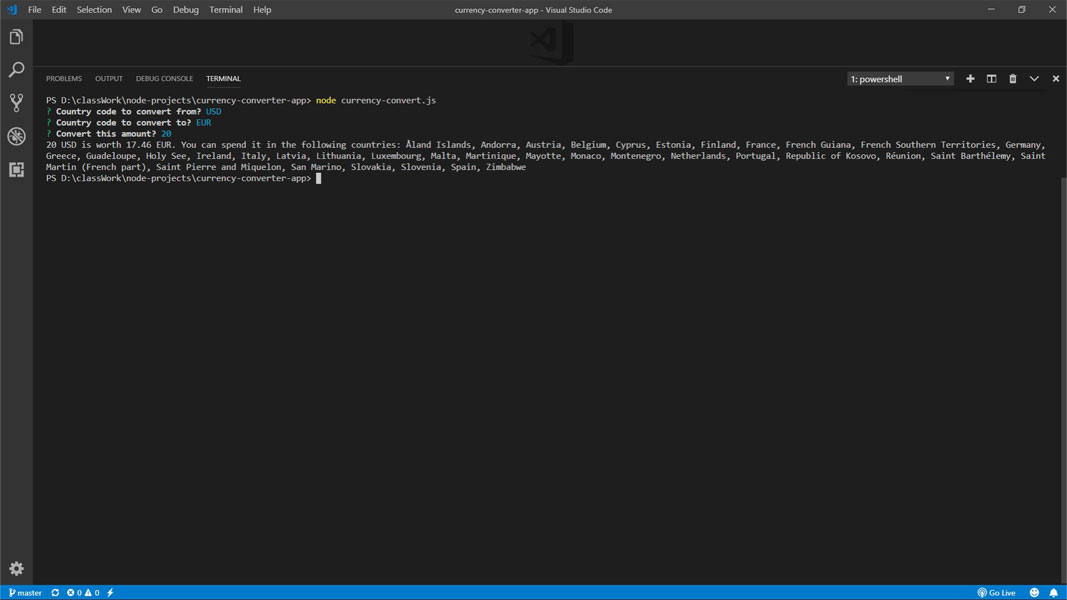 File Edit Selection View Go Debug Terminal Help currency-converter-app - Visual Studio Code
PROBLEMS OUTPUT DEBUG CONSOLE TERMINAL 1: powershell
PS D:\classWork\node-projects\currency-converter-app> node currency-convert.js
? Country code to convert from? USD
? Country code to convert to? EUR
? Convert this amount? 20
20 USD is worth 17.46 EUR. You can spend it in the following countries: Åland Islands, Andorra, Austria, Belgium, Cyprus, Estonia, Finland, France, French Guiana, French Southern Territories, Germany,
Greece, Guadeloupe, Holy See, Ireland, Italy, Latvia, Lithuania, Luxembourg, Malta, Martinique, Mayotte, Monaco, Montenegro, Netherlands, Portugal, Republic of Kosovo, Réunion, Saint Barthélemy, Saint
Martin (French part), Saint Pierre and Miquelon, San Marino, Slovakia, Slovenia, Spain, Zimbabwe
PS D:\classWork\node-projects\currency-converter-app>
master 0 0 Go Live